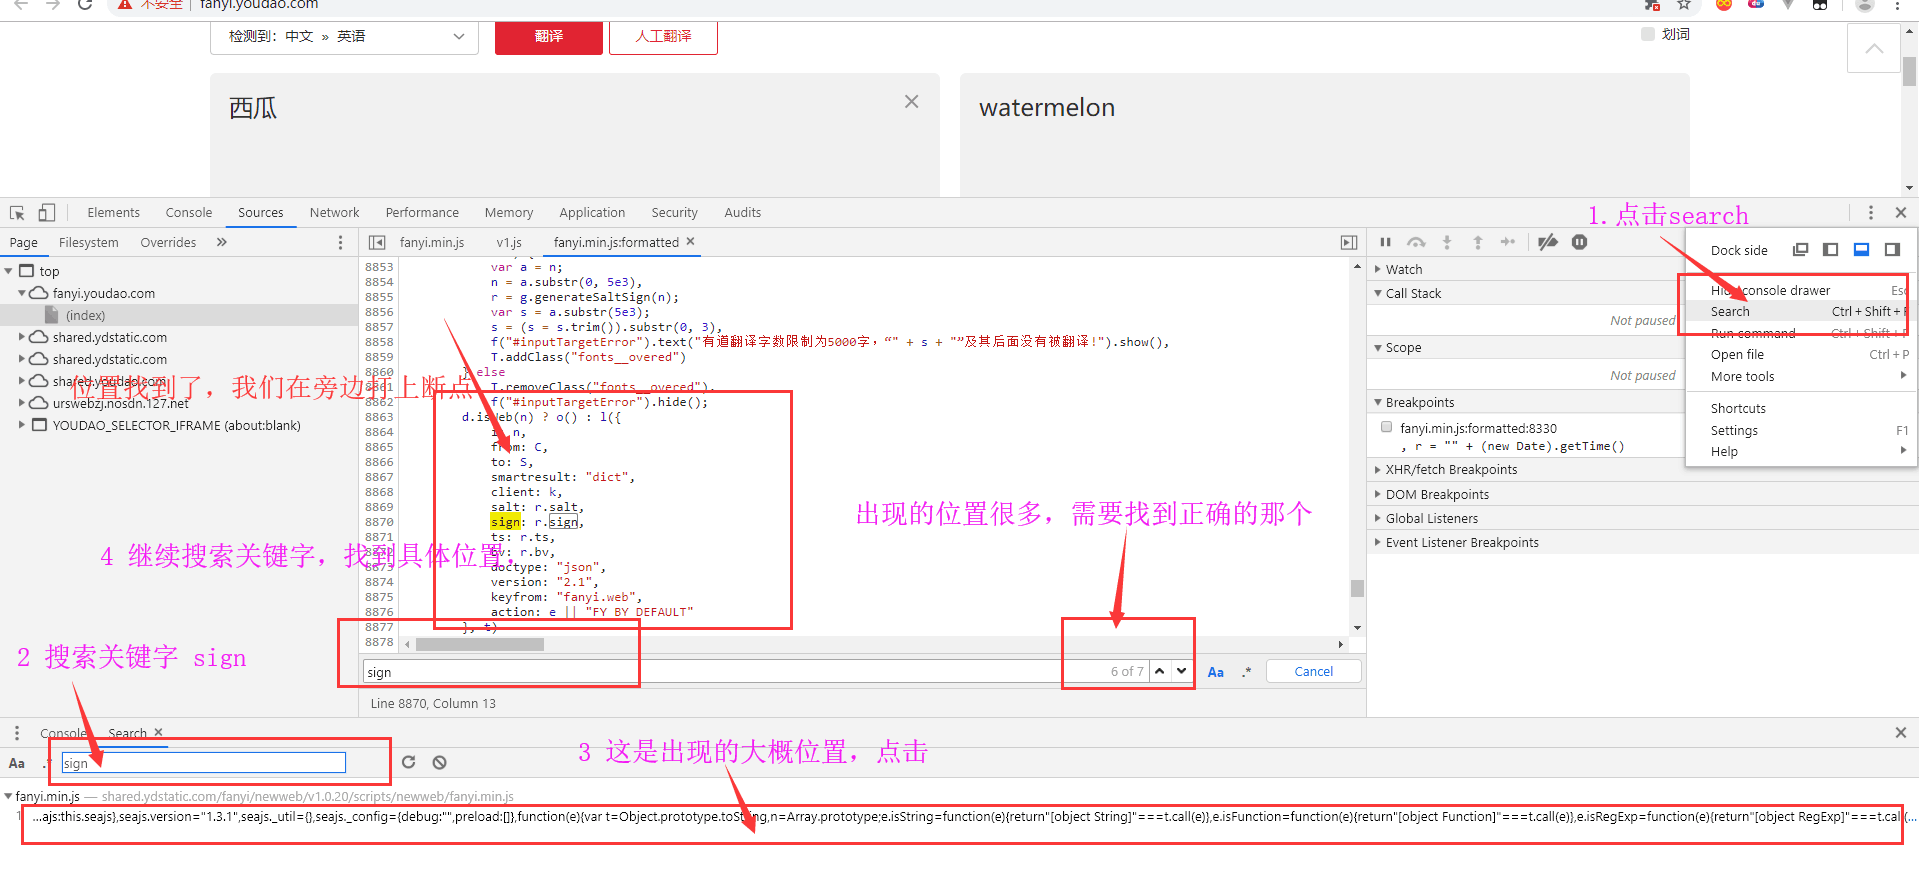 不安全 | fanyi.youdao.com
检测到：中文 » 英语
翻译
人工翻译
划词
西瓜
watermelon
Elements Console Sources Network Performance Memory Application Security Audits
1.点击search
Page Filesystem Overrides »
fanyi.min.js v1.js fanyi.min.js:formatted
top
fanyi.youdao.com
(index)
shared.ydstatic.com
shared.ydstatic.com
shared.youdao.com
urswebzj.nosdn.127.net
YOUDAO_SELECTOR_IFRAME (about:blank)
位置找到了，我们在旁边打上断点
4 继续搜索关键字，找到具体位置，
2 搜索关键字 sign
8853 var a = n;
8854 n = a.substr(0, 5e3),
8855 r = g.generateSaltSign(n);
8856 var s = a.substr(5e3);
8857 s = (s = s.trim()).substr(0, 3),
8858 f("#inputTargetError").text("有道翻译字数限制为5000字，“" + s + "”及其后面没有被翻译!").show(),
8859 T.addClass("fonts__overed")
8860 } else
8861 T.removeClass("fonts__overed"),
8862 f("#inputTargetError").hide();
8863 d.isWeb(n) ? o() : l({
8864 i: n,
8865 from: C,
8866 to: S,
8867 smartresult: "dict",
8868 client: k,
8869 salt: r.salt,
8870 sign: r.sign,
8871 ts: r.ts,
8872 bv: r.bv,
8873 doctype: "json",
8874 version: "2.1",
8875 keyfrom: "fanyi.web",
8876 action: e || "FY_BY_DEFAULT"
8877 }, t)
8878
出现的位置很多，需要找到正确的那个
sign
6 of 7
Aa .* Cancel
Line 8870, Column 13
Watch
Call Stack
Not paused
Scope
Not paused
Breakpoints
fanyi.min.js:formatted:8330
, r = "" + (new Date).getTime()
XHR/fetch Breakpoints
DOM Breakpoints
Global Listeners
Event Listener Breakpoints
Dock side
Hide console drawer Esc
Search Ctrl + Shift + F
Run command Ctrl + Shift + P
Open file Ctrl + P
More tools
Shortcuts
Settings F1
Help
Console Search
Aa .* sign
3 这是出现的大概位置，点击
fanyi.min.js — shared.ydstatic.com/fanyi/newweb/v1.0.20/scripts/newweb/fanyi.min.js
1 …ajs:this.seajs},seajs.version="1.3.1",seajs._util={},seajs._config={debug:"",preload:[]},function(e){var t=Object.prototype.toString,n=Array.prototype;e.isString=function(e){return"[object String]"===t.call(e)},e.isFunction=function(e){return"[object Function]"===t.call(e)},e.isRegExp=function(e){return"[object RegExp]"===t.cal(…